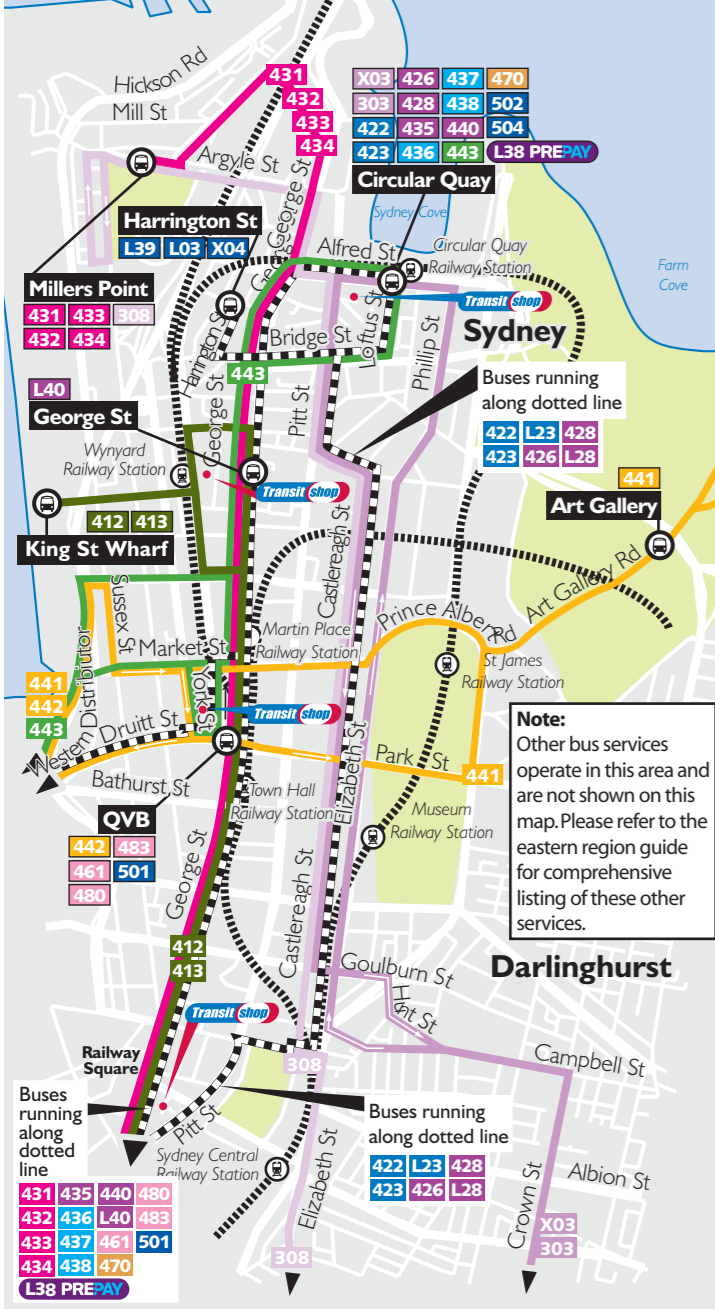 Hickson Rd
Mill St
431
432
433
434
X03 426 437 470
303 428 438 502
422 435 440 504
423 436 443 L38 PREPAY
Circular Quay
Argyle St
George St
Sydney Cove
Harrington St
L39 L03 X04
Alfred St
Circular Quay
Railway Station
Farm
Cove
Millers Point
431 433 308
432 434
Transit shop
Sydney
Harrington St
Bridge St
Loftus St
Phillip St
443
Pitt St
Buses running
along dotted line
422 L23 428
423 426 L28
L40
George St
George St
Wynyard
Railway Station
Transit shop
441
Art Gallery
412 413
King St Wharf
Castlereagh St
Art Gallery Rd
Sussex St
Martin Place
Railway Station
Prince Albert Rd
Market St
St James
Railway Station
441
442
443
Western Distribiutor
York St
Druitt St
Transit shop
Elizabeth St
Park St
441
Bathurst St
Town Hall
Railway Station
Museum
Railway Station
Note:
Other bus services
operate in this area and
are not shown on this
map. Please refer to the
eastern region guide
for comprehensive
listing of these other
services.
QVB
442 483
461 501
480
George St
Castlereagh St
412
413
Goulburn St
Hunt St
Darlinghurst
Transit shop
Railway
Square
308
Campbell St
Buses
running
along
dotted
line
Pitt St
Buses running
along dotted line
422 L23 428
423 426 L28
Sydney Central
Railway Station
Elizabeth St
Albion St
Crown St
X03
303
431 435 440 480
432 436 L40 483
433 437 461 501
434 438 470
L38 PREPAY
308